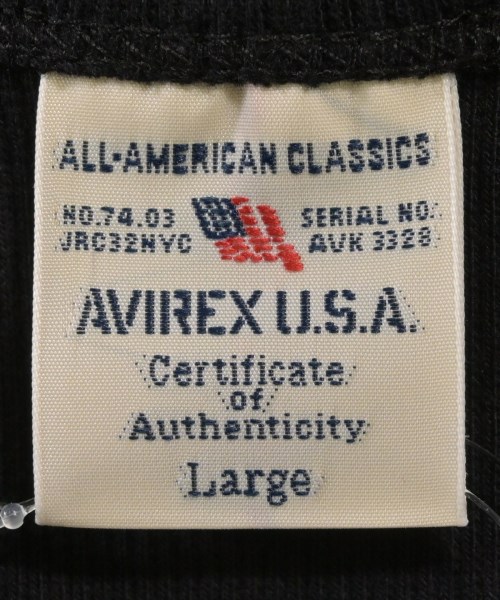 ALL-AMERICAN CLASSICS
NO.74.03
JRC32NYC
SERIAL NO.
AVK 3328
AVIREX U.S.A.
Certificate
of
Authenticity
Large